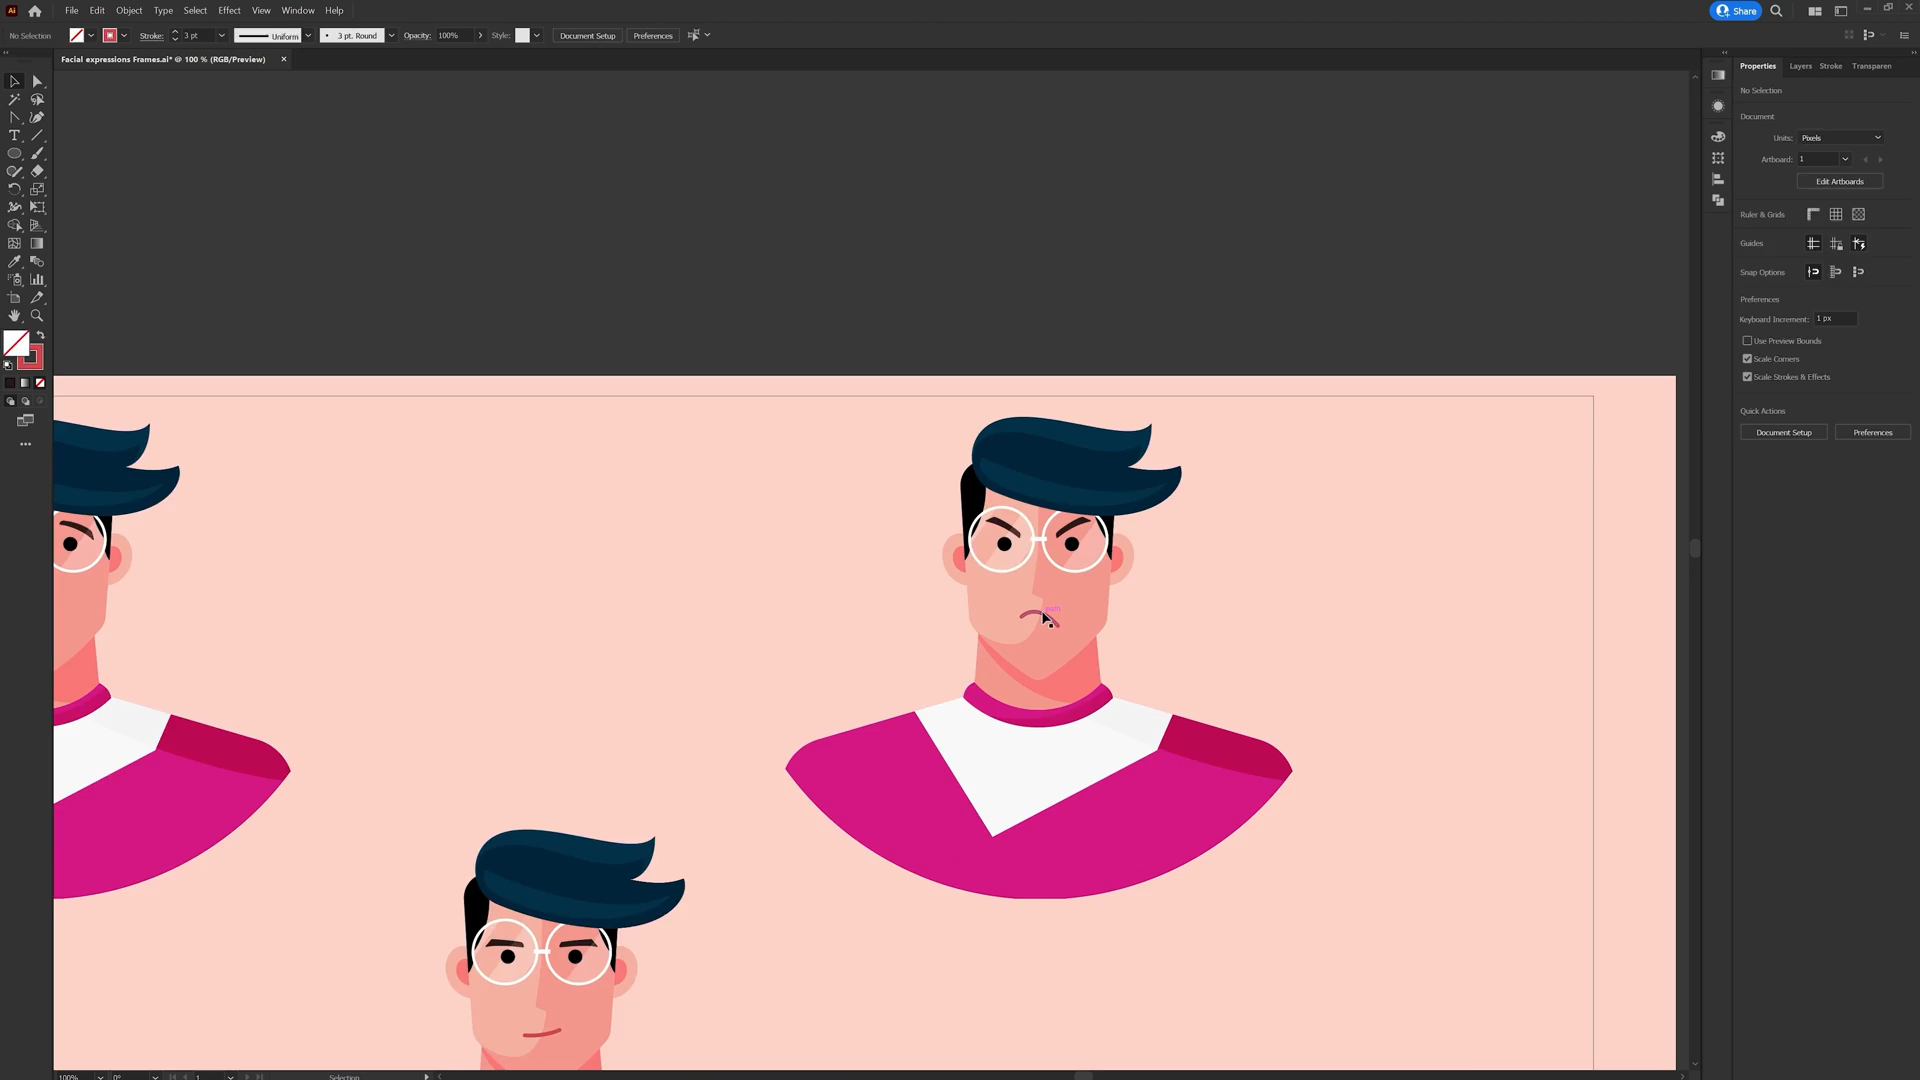 Ai File Edit Object Type Select Effect View Window Help Share
No Selection Stroke: 3 pt Uniform 3 pt. Round Opacity: 100% Style: Document Setup Preferences
Facial expressions Frames.ai* @ 100 % (RGB/Preview)
Properties Layers Stroke Transparen
No Selection
Document
Units: Pixels
Artboard: 1
Edit Artboards
Ruler & Grids
Guides
Snap Options
Preferences
Keyboard Increment: 1 px
Use Preview Bounds
Scale Corners
Scale Strokes & Effects
Quick Actions
Document Setup Preferences
100% 0° 1 Selection